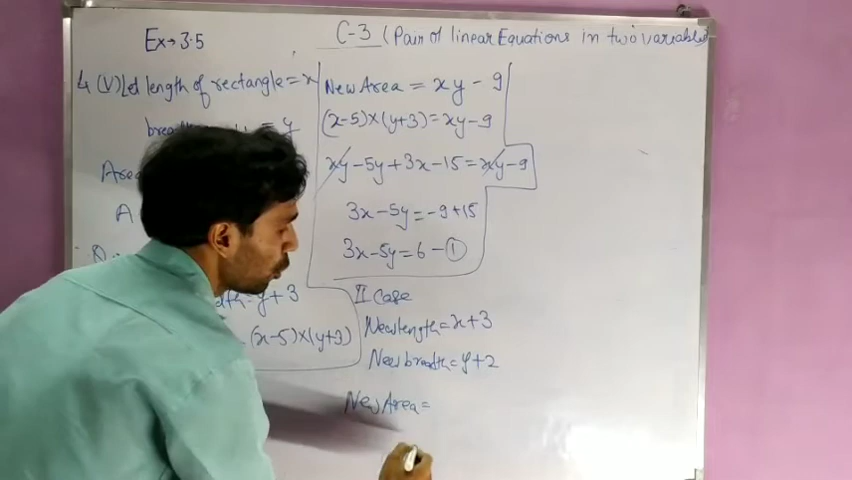 Ex→3.5
C-3 (Pair of linear Equations in two variables)
4 (V) Let length of rectangle = x
= y
Area
A
y+3
(x-5)×(y+3)
New Area = xy - 9
(x-5)×(y+3)=xy-9
xy-5y+3x-15=xy-9
3x-5y=-9+15
3x-5y=6-①
II Case
New length=x+3
New breadth=y+2
New Area=